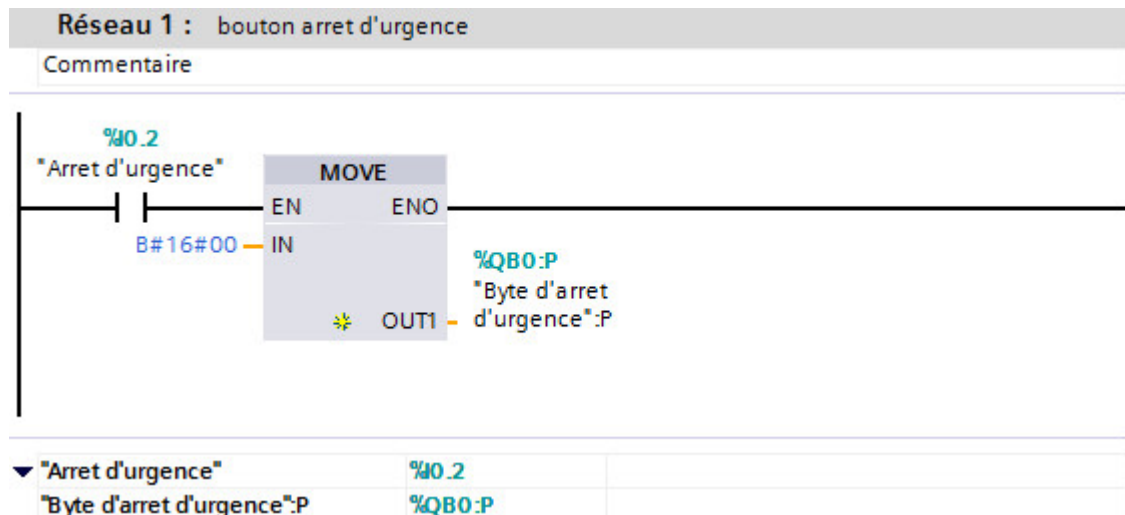 Réseau 1 : bouton arret d'urgence
Commentaire
%I0.2
"Arret d'urgence"
MOVE
EN ENO
B#16#00 IN
%QB0:P
"Byte d'arret
OUT1 d'urgence":P
"Arret d'urgence" %I0.2
"Byte d'arret d'urgence":P %QB0:P